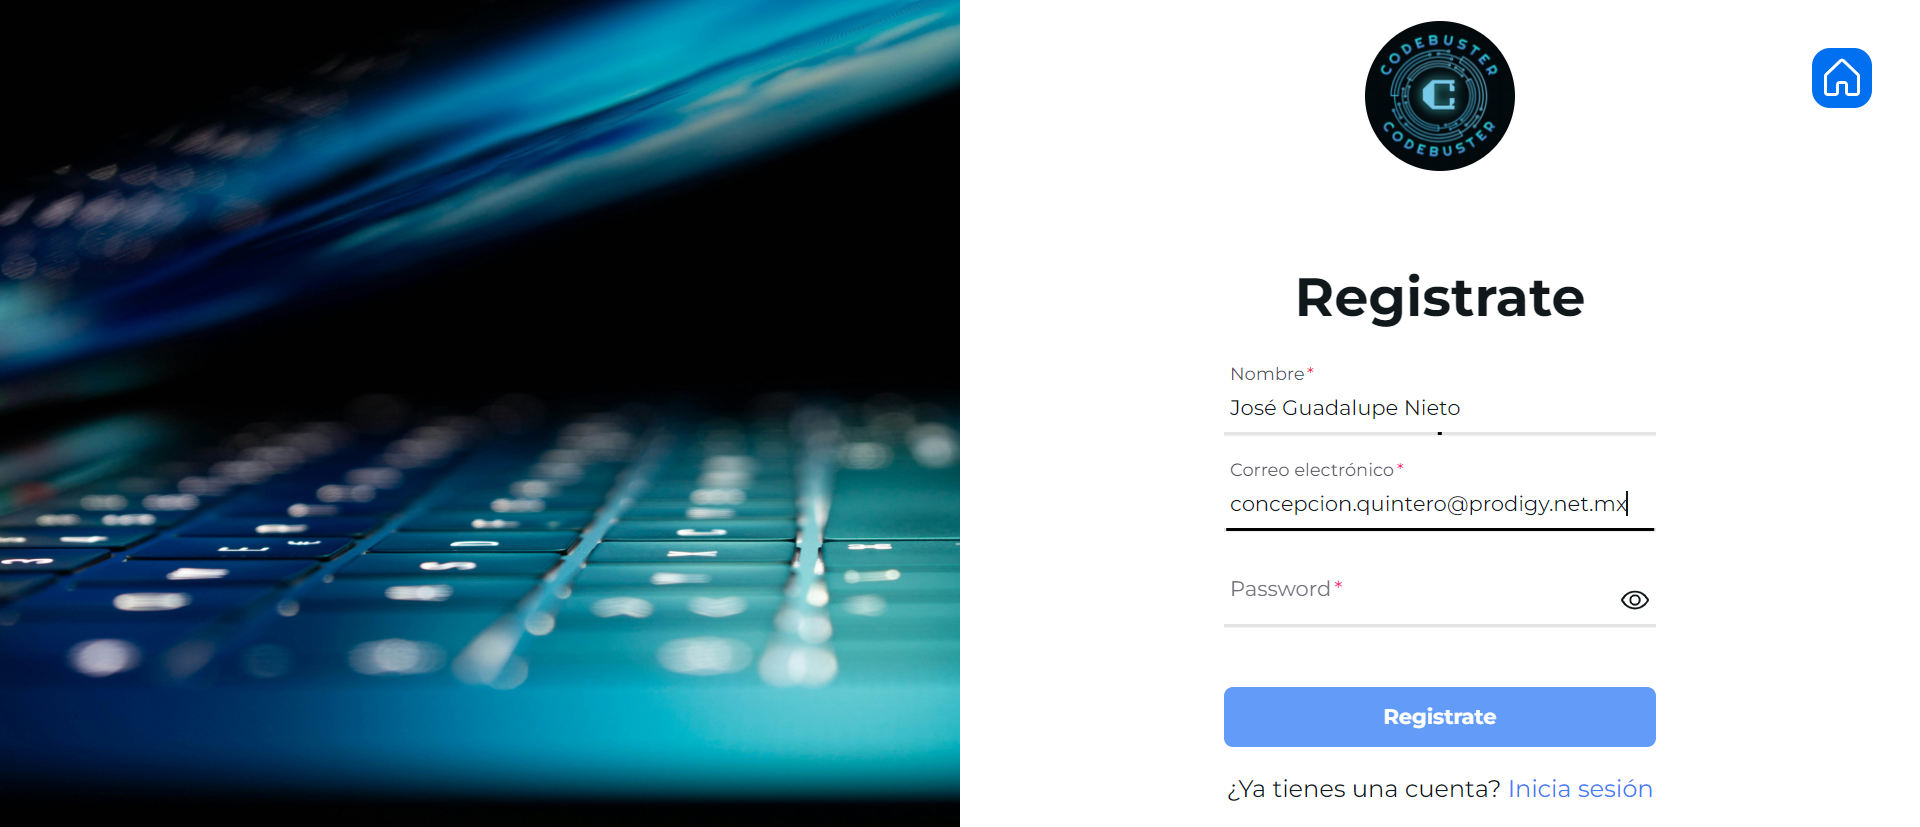 CODEBUSTER
C
CODEBUSTER
Registrate
Nombre*
José Guadalupe Nieto
Correo electrónico*
concepcion.quintero@prodigy.net.mx
Password*
Registrate
¿Ya tienes una cuenta? Inicia sesión